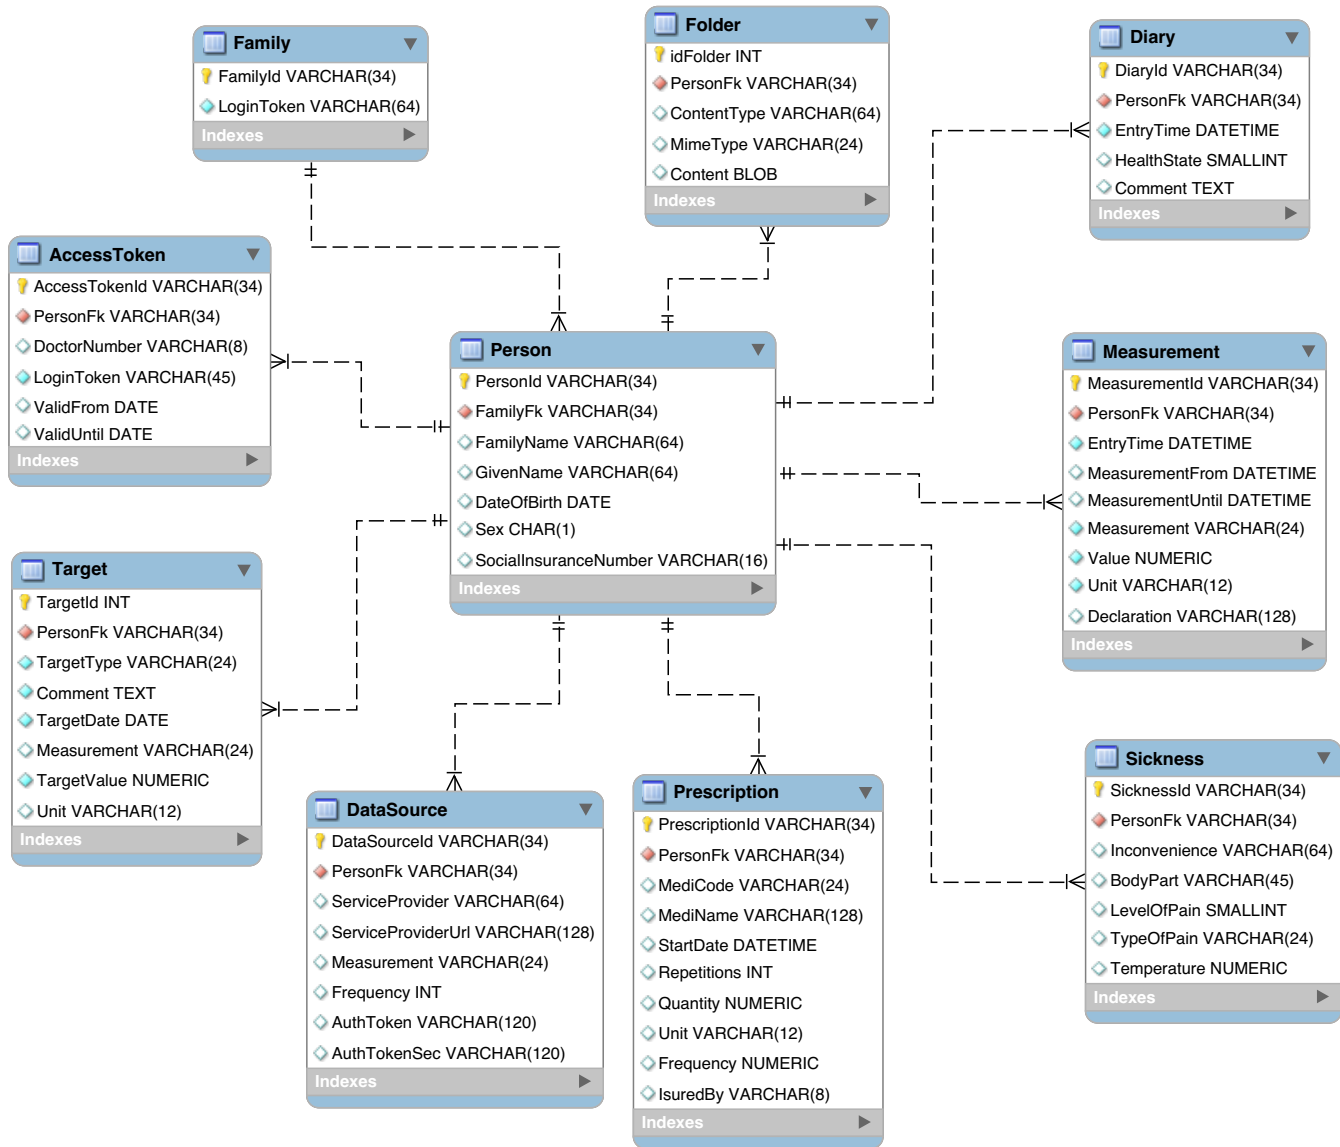 Family
FamilyId VARCHAR(34)
LoginToken VARCHAR(64)
Indexes
Folder
idFolder INT
PersonFk VARCHAR(34)
ContentType VARCHAR(64)
MimeType VARCHAR(24)
Content BLOB
Indexes
Diary
DiaryId VARCHAR(34)
PersonFk VARCHAR(34)
EntryTime DATETIME
HealthState SMALLINT
Comment TEXT
Indexes
AccessToken
AccessTokenId VARCHAR(34)
PersonFk VARCHAR(34)
DoctorNumber VARCHAR(8)
LoginToken VARCHAR(45)
ValidFrom DATE
ValidUntil DATE
Indexes
Person
PersonId VARCHAR(34)
FamilyFk VARCHAR(34)
FamilyName VARCHAR(64)
GivenName VARCHAR(64)
DateOfBirth DATE
Sex CHAR(1)
SocialInsuranceNumber VARCHAR(16)
Indexes
Measurement
MeasurementId VARCHAR(34)
PersonFk VARCHAR(34)
EntryTime DATETIME
MeasurementFrom DATETIME
MeasurementUntil DATETIME
Measurement VARCHAR(24)
Value NUMERIC
Unit VARCHAR(12)
Declaration VARCHAR(128)
Indexes
Target
TargetId INT
PersonFk VARCHAR(34)
TargetType VARCHAR(24)
Comment TEXT
TargetDate DATE
Measurement VARCHAR(24)
TargetValue NUMERIC
Unit VARCHAR(12)
Indexes
DataSource
DataSourceId VARCHAR(34)
PersonFk VARCHAR(34)
ServiceProvider VARCHAR(64)
ServiceProviderUrl VARCHAR(128)
Measurement VARCHAR(24)
Frequency INT
AuthToken VARCHAR(120)
AuthTokenSec VARCHAR(120)
Indexes
Prescription
PrescriptionId VARCHAR(34)
PersonFk VARCHAR(34)
MediCode VARCHAR(24)
MediName VARCHAR(128)
StartDate DATETIME
Repetitions INT
Quantity NUMERIC
Unit VARCHAR(12)
Frequency NUMERIC
IsuredBy VARCHAR(8)
Indexes
Sickness
SicknessId VARCHAR(34)
PersonFk VARCHAR(34)
Inconvenience VARCHAR(64)
BodyPart VARCHAR(45)
LevelOfPain SMALLINT
TypeOfPain VARCHAR(24)
Temperature NUMERIC
Indexes